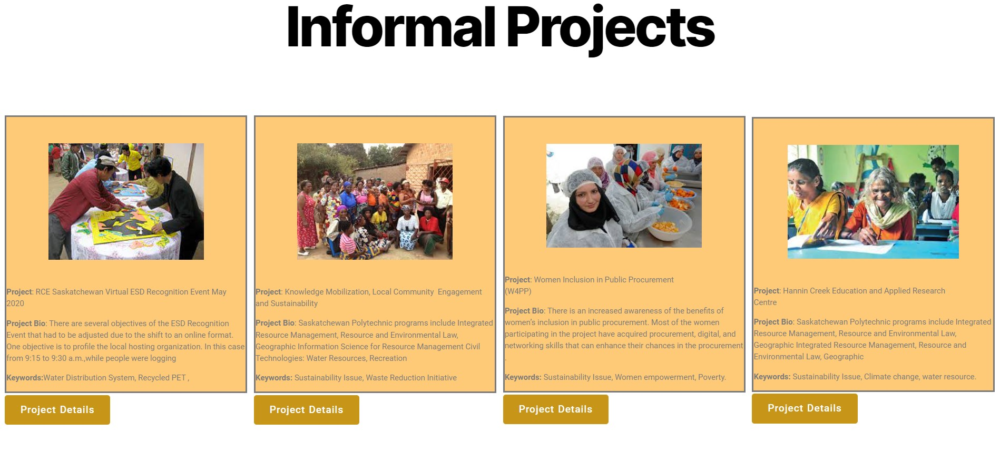 Informal Projects
Project: RCE Saskatchewan Virtual ESD Recognition Event May
2020
Project Bio: There are several objectives of the ESD Recognition
Event that had to be adjusted due to the shift to an online format.
One objective is to profile the local hosting organization. In this case
from 9:15 to 9:30 a.m.,while people were logging
Keywords:Water Distribution System, Recycled PET ,
Project Details
Project: Knowledge Mobilization, Local Community  Engagement
and Sustainability
Project Bio: Saskatchewan Polytechnic programs include Integrated
Resource Management, Resource and Environmental Law,
Geographic Information Science for Resource Management Civil
Technologies: Water Resources, Recreation
Keywords: Sustainability Issue, Waste Reduction Initiative
Project Details
Project: Women Inclusion in Public Procurement
(W4PP)
Project Bio: There is an increased awareness of the benefits of
women’s inclusion in public procurement. Most of the women
participating in the project have acquired procurement, digital, and
networking skills that can enhance their chances in the procurement
.
Keywords: Sustainability Issue, Women empowerment, Poverty.
Project Details
Project: Hannin Creek Education and Applied Research
Centre
Project Bio: Saskatchewan Polytechnic programs include Integrated
Resource Management, Resource and Environmental Law,
Geographic Integrated Resource Management, Resource and
Environmental Law, Geographic
Keywords: Sustainability Issue, Climate change, water resource.
Project Details